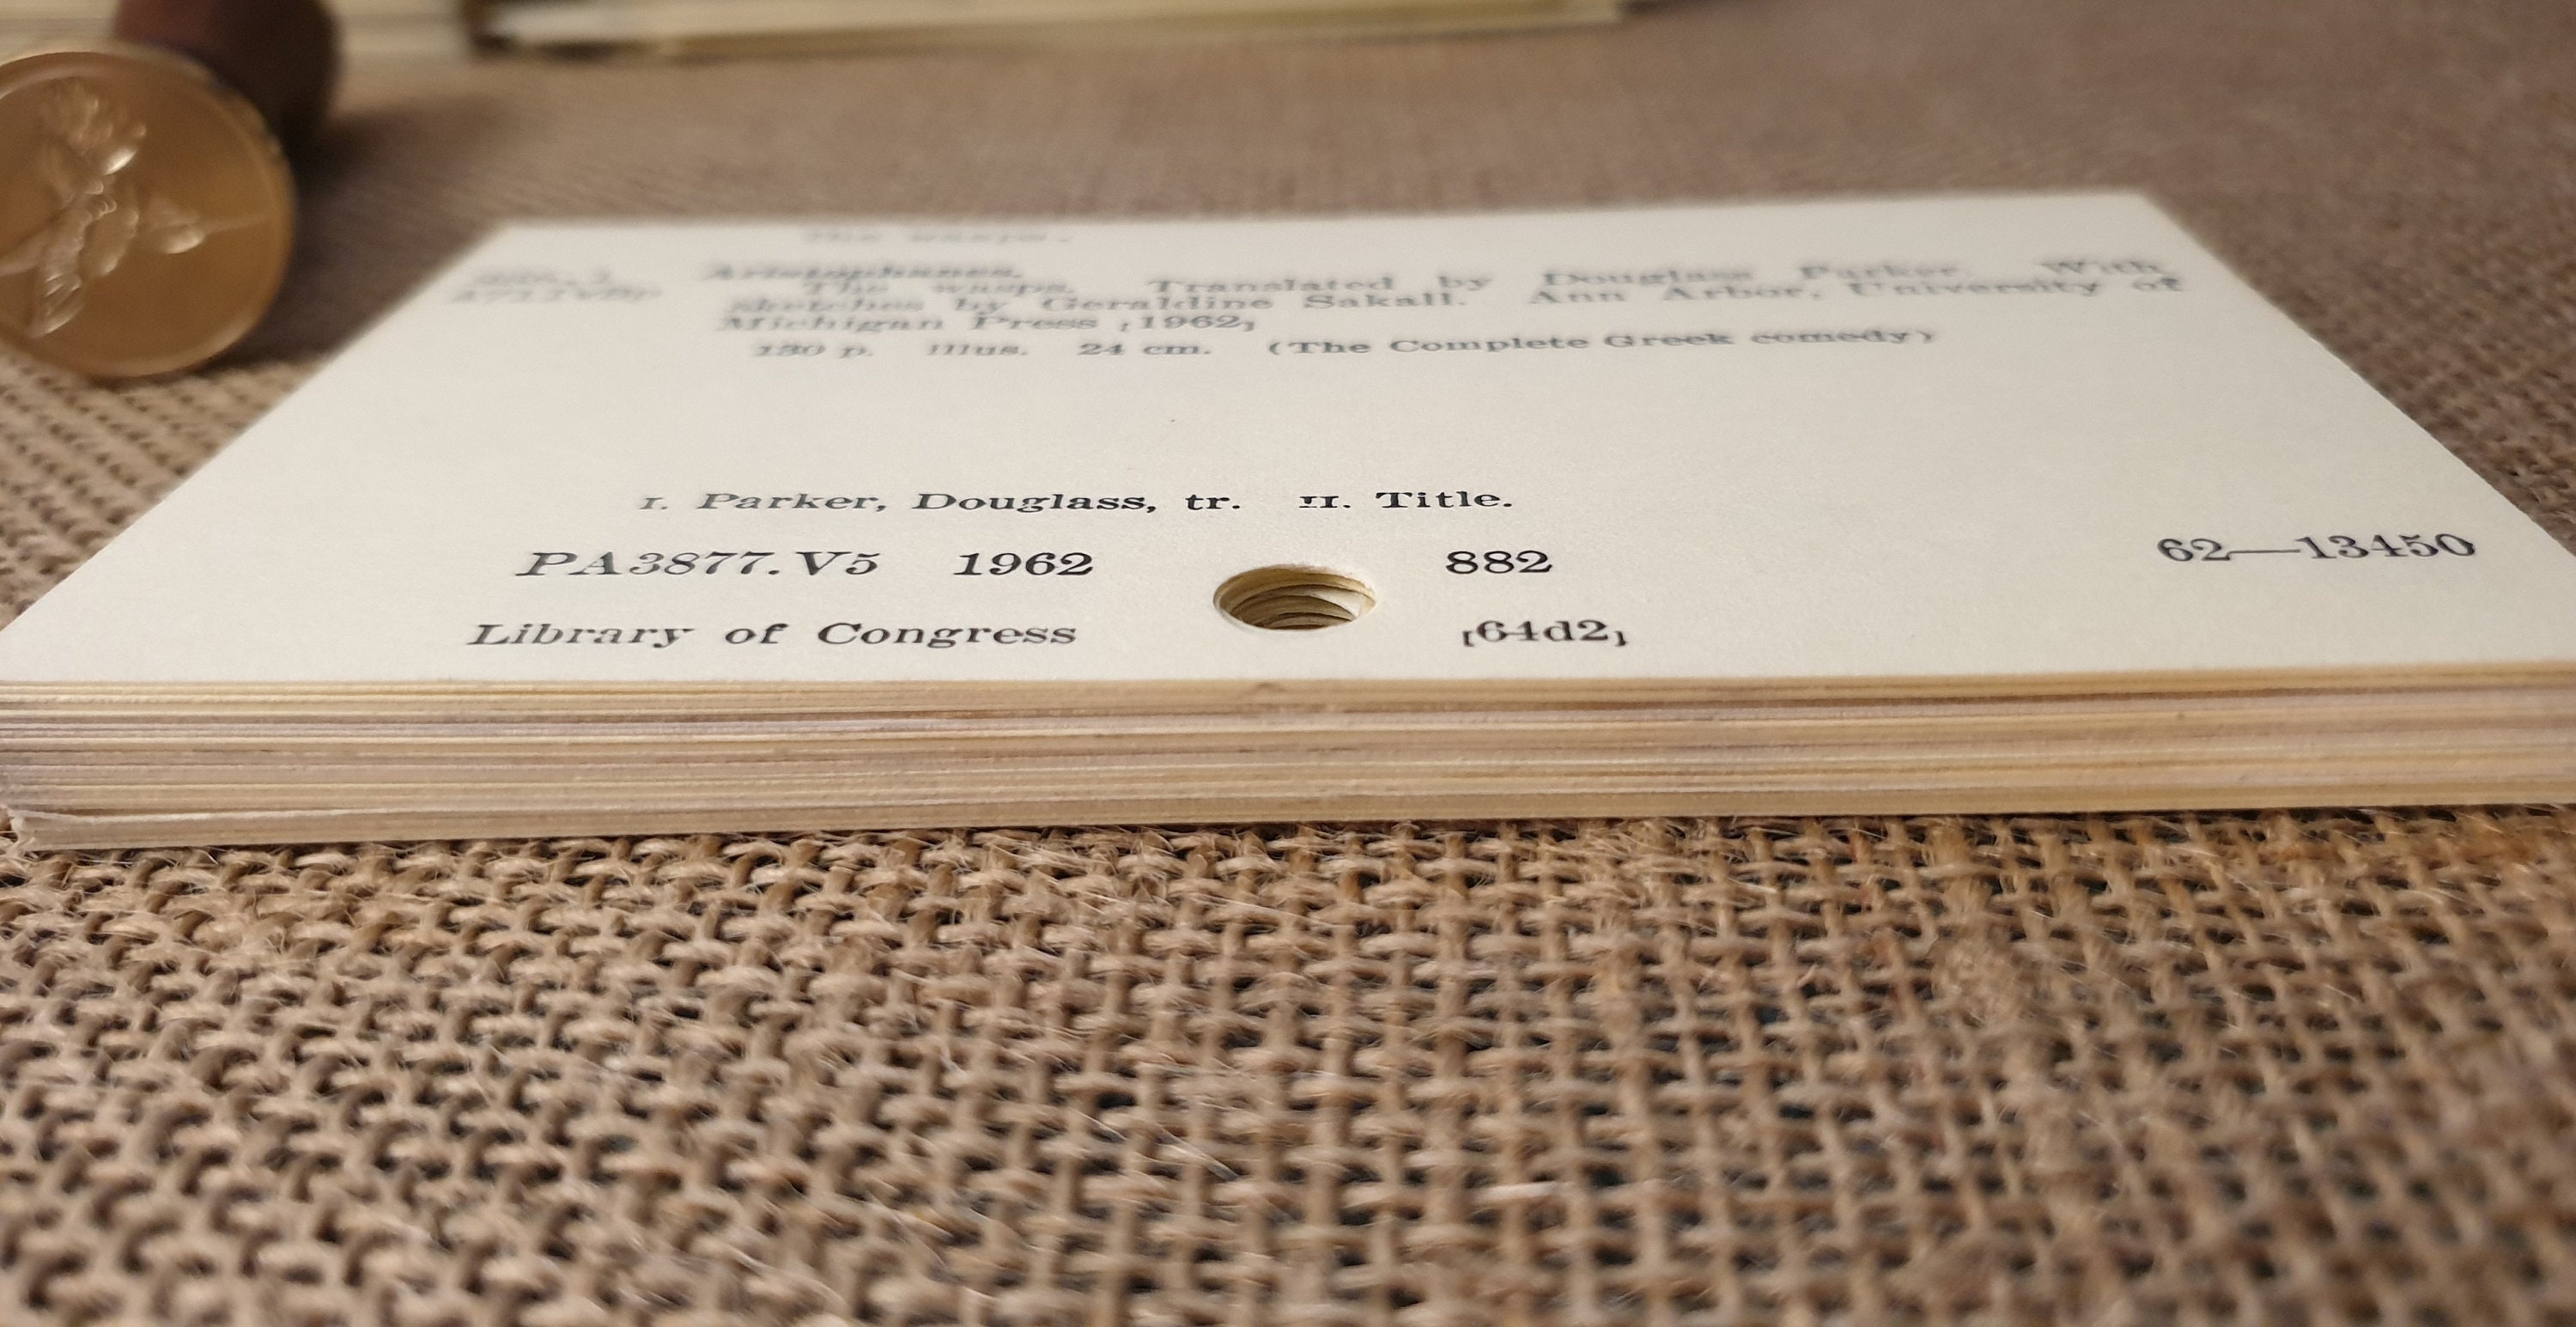 The wasps.
Aristophanes.
The wasps. Translated by Douglass Parker. With
sketches by Geraldine Sakall. Ann Arbor, University of
Michigan Press [1962]
130 p. illus. 24 cm. (The Complete Greek comedy)
I. Parker, Douglass, tr. II. Title.
PA3877.V5 1962 882 62—13450
Library of Congress [64d2]